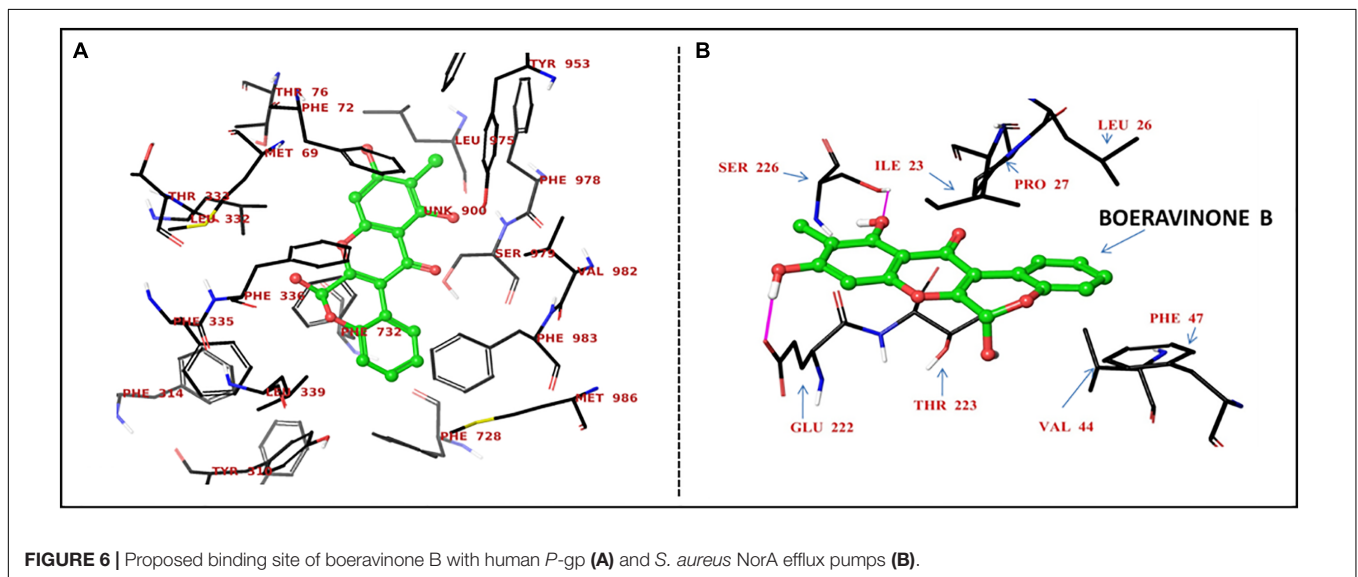 A
THR 76
PHE 72
MET 69
THR 333
LEU 332
PHE 336
PHE 335
PHE 314
LEU 339
TYR 310
TYR 953
LEU 975
PHE 978
UNK 900
SER 979
VAL 982
PHE 732
PHE 983
MET 986
PHE 728
B
LEU 26
SER 226
ILE 23
PRO 27
BOERAVINONE B
PHE 47
THR 223
VAL 44
GLU 222
FIGURE 6 | Proposed binding site of boeravinone B with human P-gp (A) and S. aureus NorA efflux pumps (B).